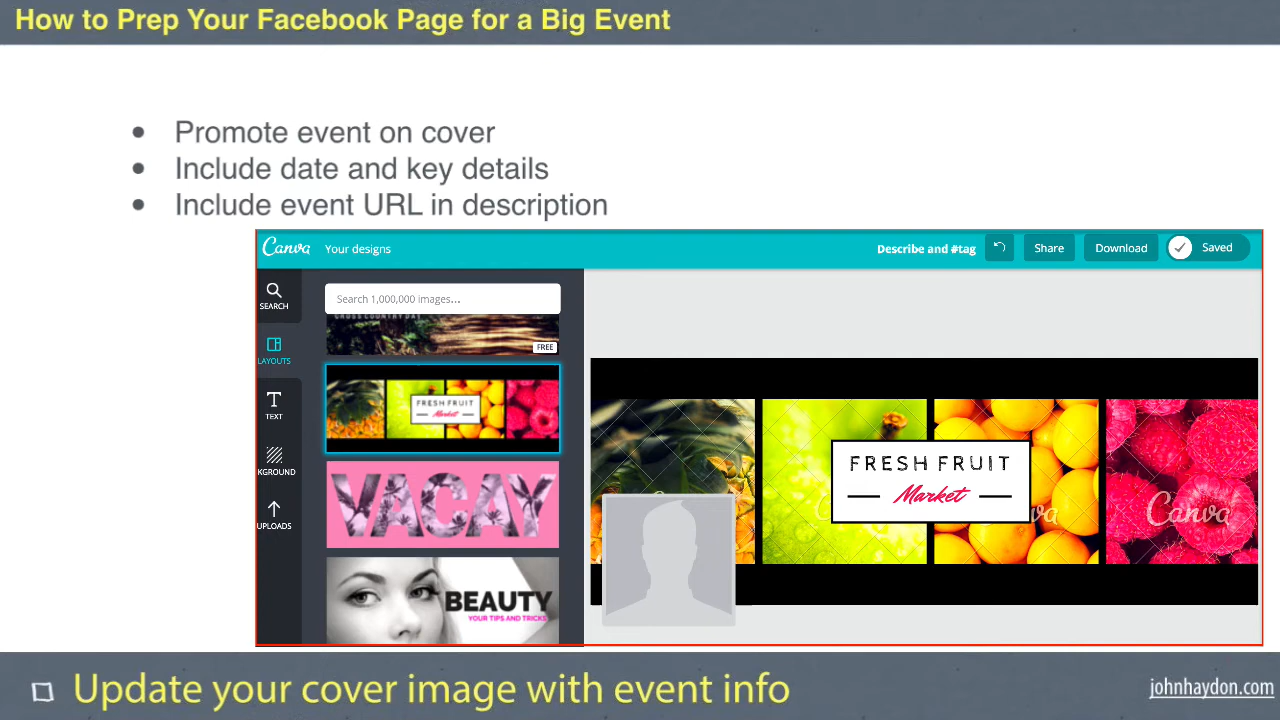 How to Prep Your Facebook Page for a Big Event
• Promote event on cover
• Include date and key details
• Include event URL in description
Canva Your designs Describe and #tag Share Download Saved
SEARCH
LAYOUTS
TEXT
KGROUND
UPLOADS
Search 1,000,000 images...
CROSS COUNTRY DAY
FREE
FRESH FRUIT
Market
VACAY
BEAUTY
YOUR TIPS AND TRICKS
FRESH FRUIT
Market
Canva
Update your cover image with event info
johnhaydon.com